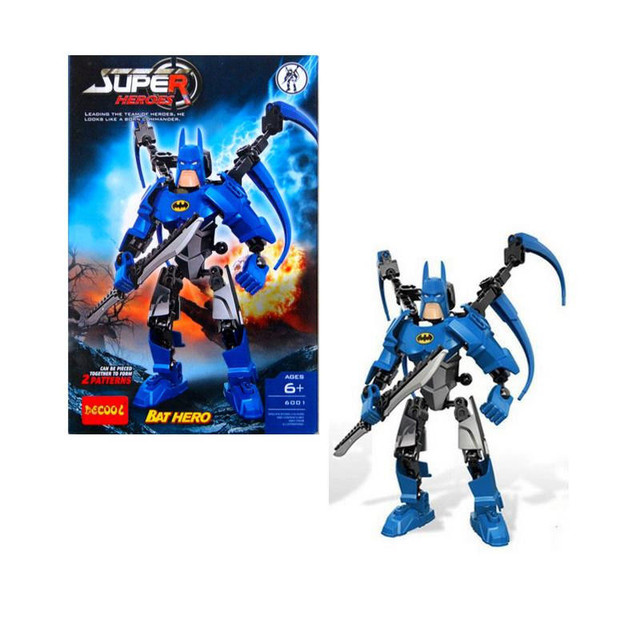 SUPER
HEROES
LEADING THE TEAM OF HEROES, HE
LOOKS LIKE A BORN COMMANDER.
CAN BE PIECED
TOGETHER TO FORM
2 PATTERNS
DECOOL
BAT HERO
AGES
6+
6001